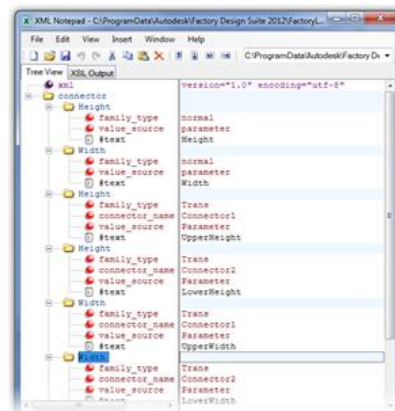 XML Notepad - C:\ProgramData\Autodesk\Factory Design Suite 2012\FactoryL...
File Edit View Insert Window Help
C:\ProgramData\Autodesk\Factory De
Tree View XSL Output
xml version="1.0" encoding="utf-8"
connector
Height
family_type normal
value_source parameter
#text Height
Width
family_type normal
value_source parameter
#text Width
Height
family_type Trans
connector_name Connector1
value_source Parameter
#text UpperHeight
Height
family_type Trans
connector_name Connector2
value_source Parameter
#text LowerHeight
Width
family_type Trans
connector_name Connector1
value_source Parameter
#text UpperWidth
Width
family_type Trans
connector_name Connector2
value_source Parameter
#text LowerWidth